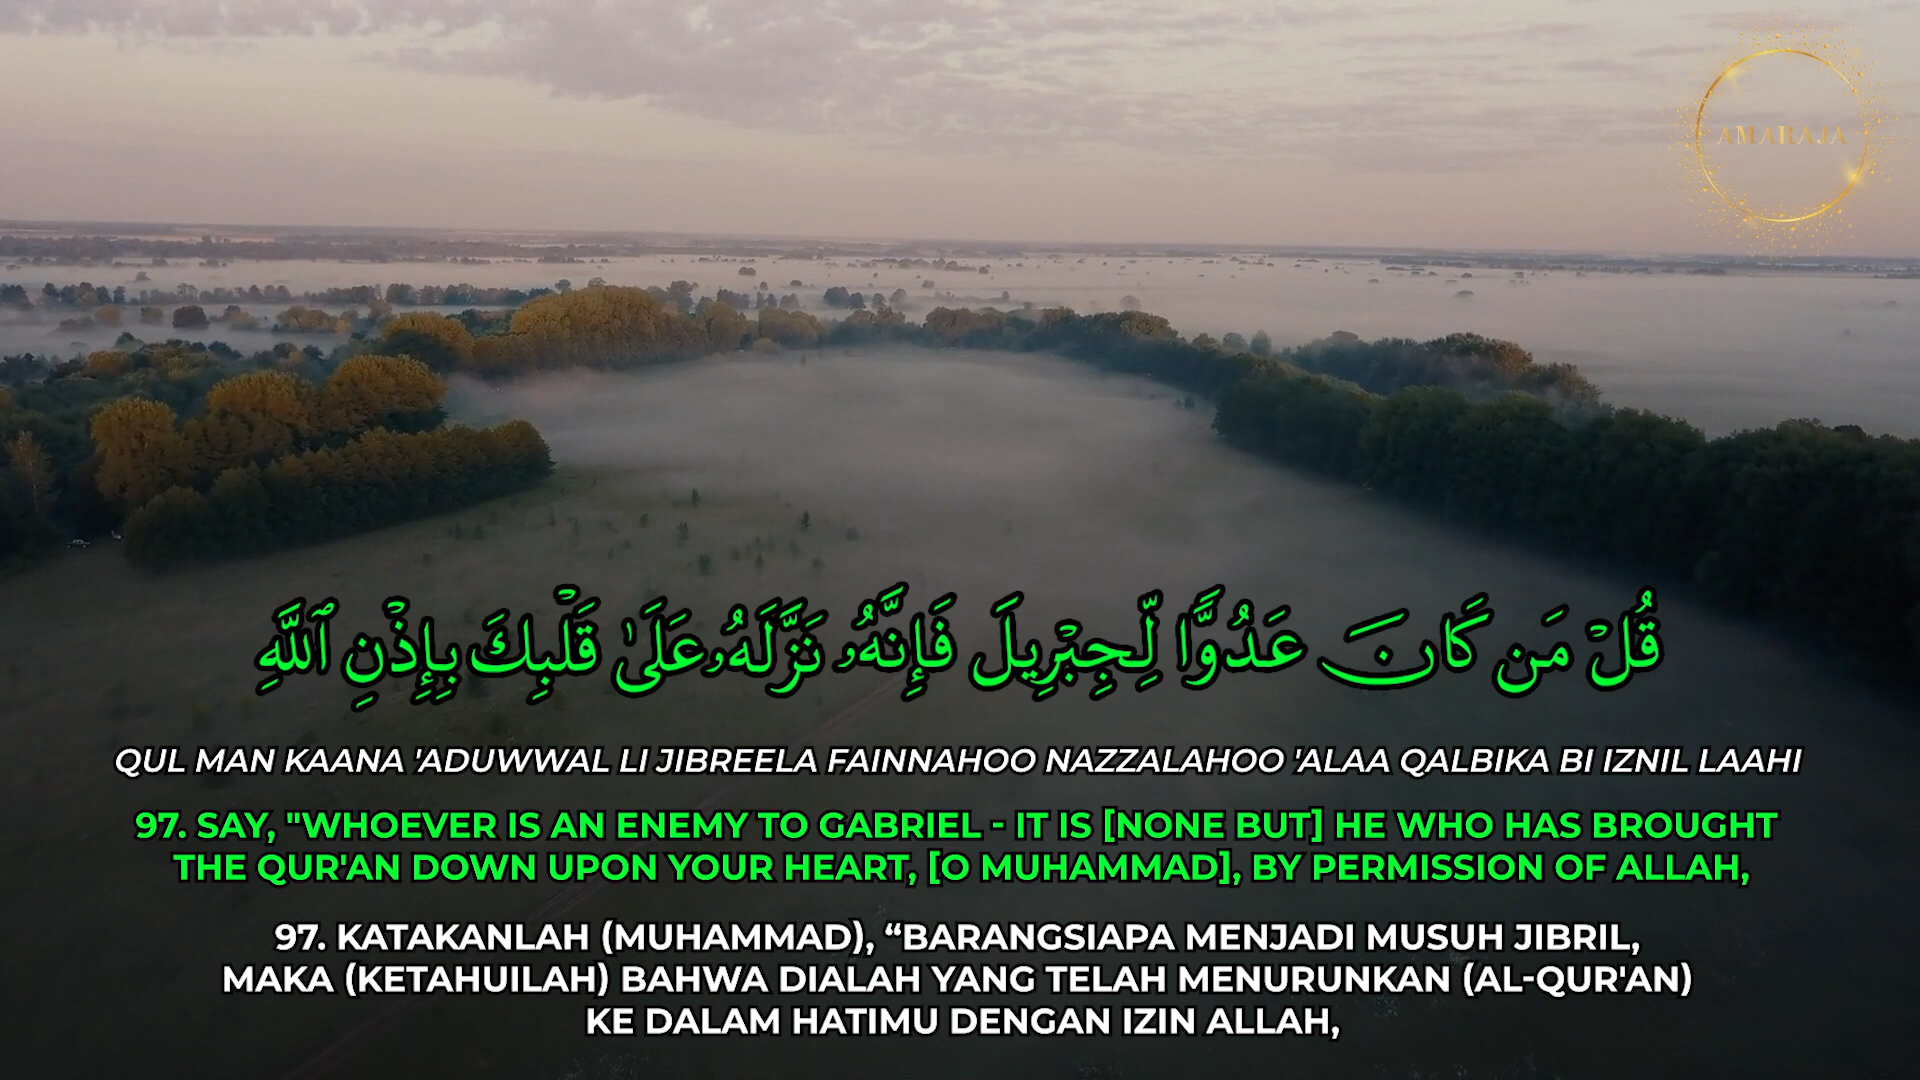 AMARAJA
قُلْ مَن كَانَ عَدُوًّا لِّجِبْرِيلَ فَإِنَّهُۥ نَزَّلَهُۥ عَلَىٰ قَلْبِكَ بِإِذْنِ ٱللَّهِ
QUL MAN KAANA 'ADUWWAL LI JIBREELA FAINNAHOO NAZZALAHOO 'ALAA QALBIKA BI IZNIL LAAHI
97. SAY, "WHOEVER IS AN ENEMY TO GABRIEL - IT IS [NONE BUT] HE WHO HAS BROUGHT
THE QUR'AN DOWN UPON YOUR HEART, [O MUHAMMAD], BY PERMISSION OF ALLAH,
97. KATAKANLAH (MUHAMMAD), “BARANGSIAPA MENJADI MUSUH JIBRIL,
MAKA (KETAHUILAH) BAHWA DIALAH YANG TELAH MENURUNKAN (AL-QUR'AN)
KE DALAM HATIMU DENGAN IZIN ALLAH,